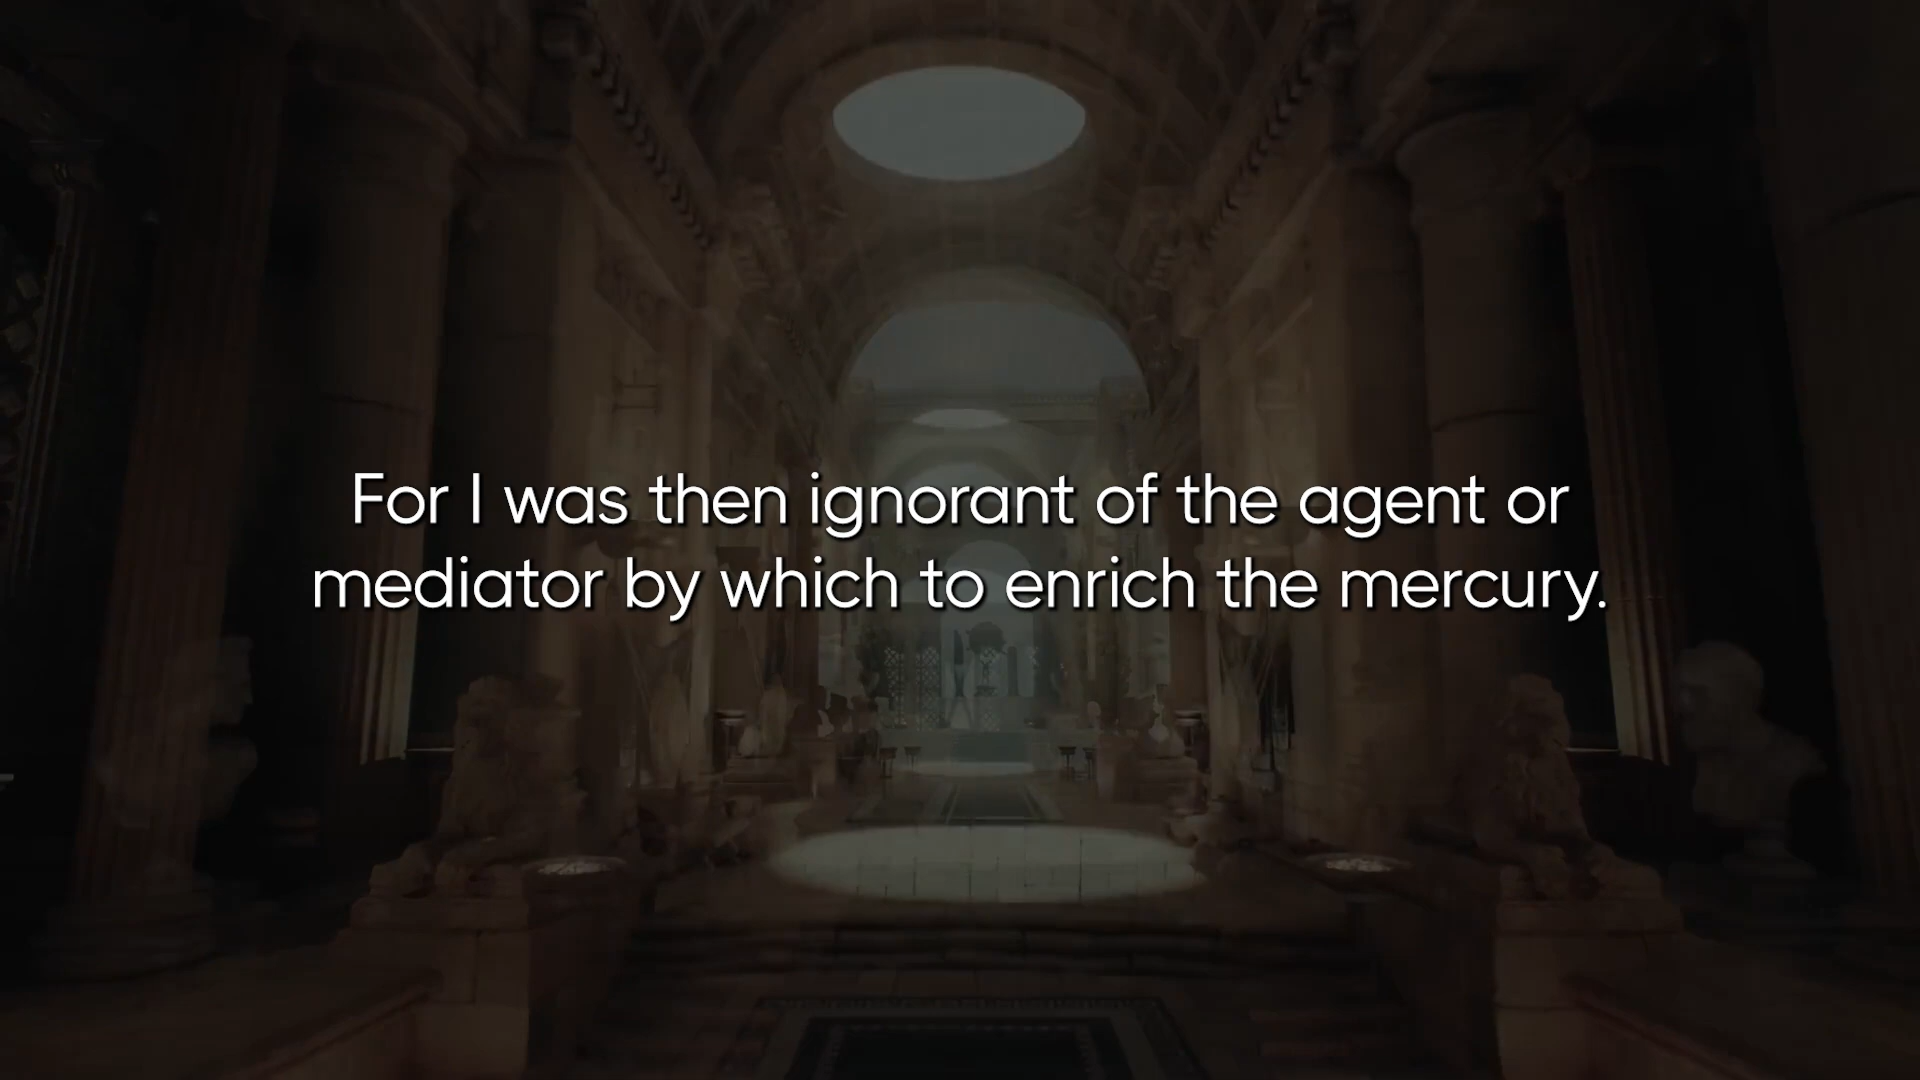 For I was then ignorant of the agent or
mediator by which to enrich the mercury.